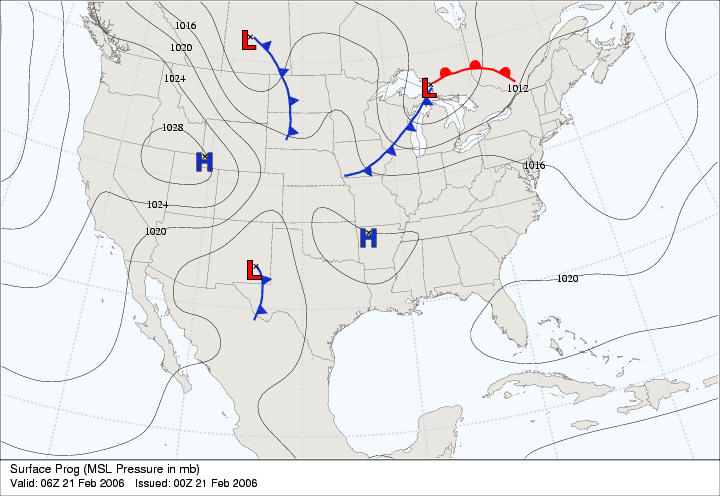 1016
1020
L
1024
L
1012
1028
H
1016
1024
1020
H
L
1020
Surface Prog (MSL Pressure in mb)
Valid: 06Z 21 Feb 2006 Issued: 00Z 21 Feb 2006